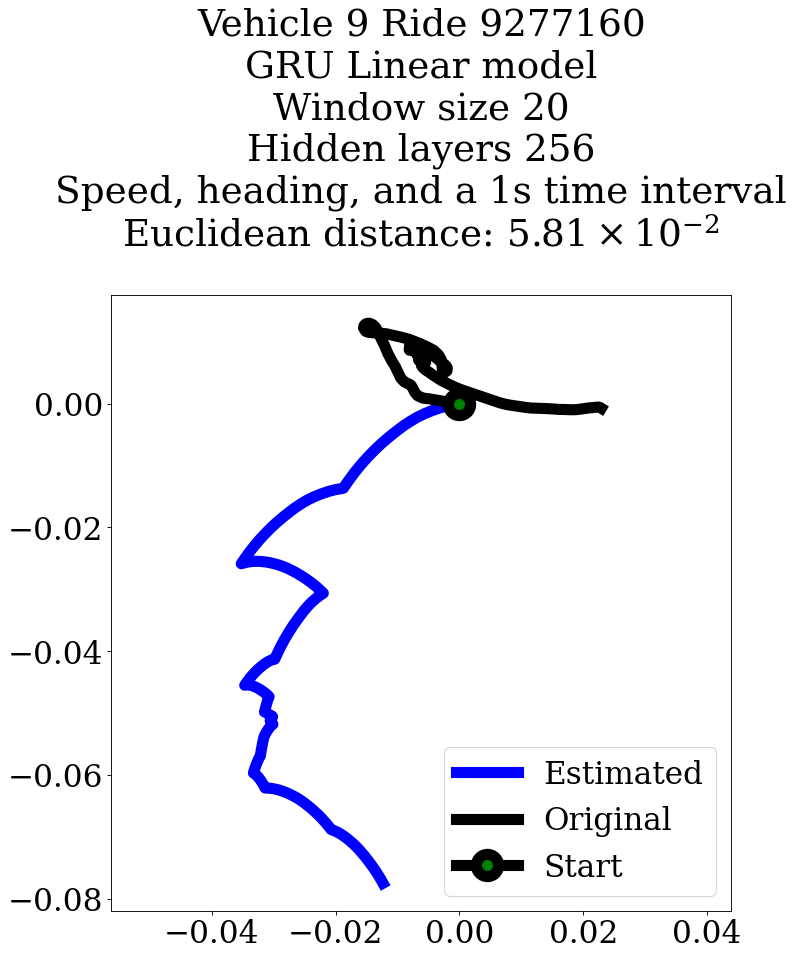 Vehicle 9 Ride 9277160
GRU Linear model
Window size 20
Hidden layers 256
Speed, heading, and a 1s time interval
Euclidean distance: 5.81 × 10⁻²
0.00
−0.02
−0.04
−0.06
−0.08
Estimated
Original
Start
−0.04 −0.02 0.00 0.02 0.04